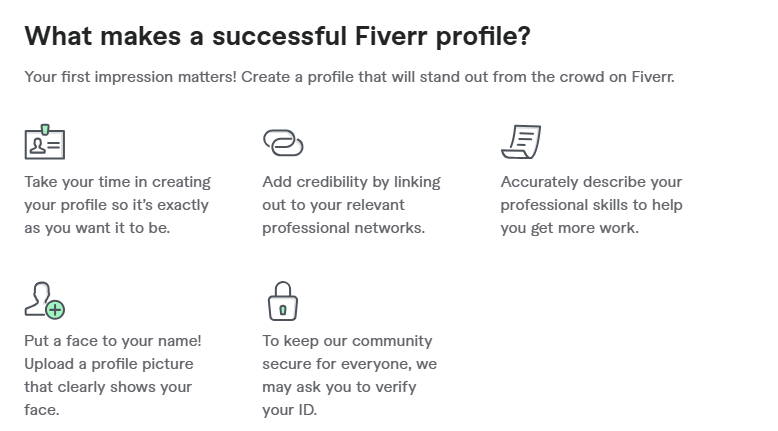 What makes a successful Fiverr profile?
Your first impression matters! Create a profile that will stand out from the crowd on Fiverr.
Take your time in creating
your profile so it's exactly
as you want it to be.
Add credibility by linking
out to your relevant
professional networks.
Accurately describe your
professional skills to help
you get more work.
Put a face to your name!
Upload a profile picture
that clearly shows your
face.
To keep our community
secure for everyone, we
may ask you to verify
your ID.